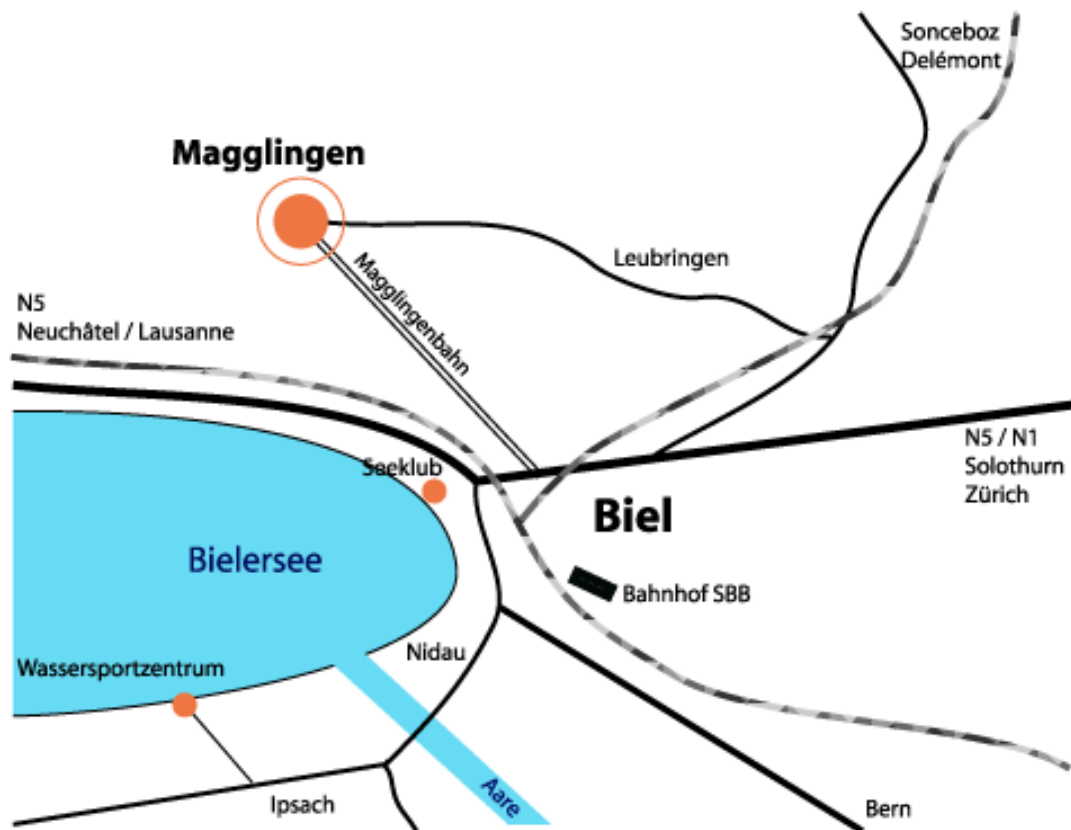 Sonceboz
Delémont
Magglingen
Leubringen
Magglingenbahn
N5
Neuchâtel / Lausanne
N5 / N1
Solothurn
Zürich
Seeklub
Biel
Bielersee
Bahnhof SBB
Nidau
Wassersportzentrum
Aare
Ipsach
Bern